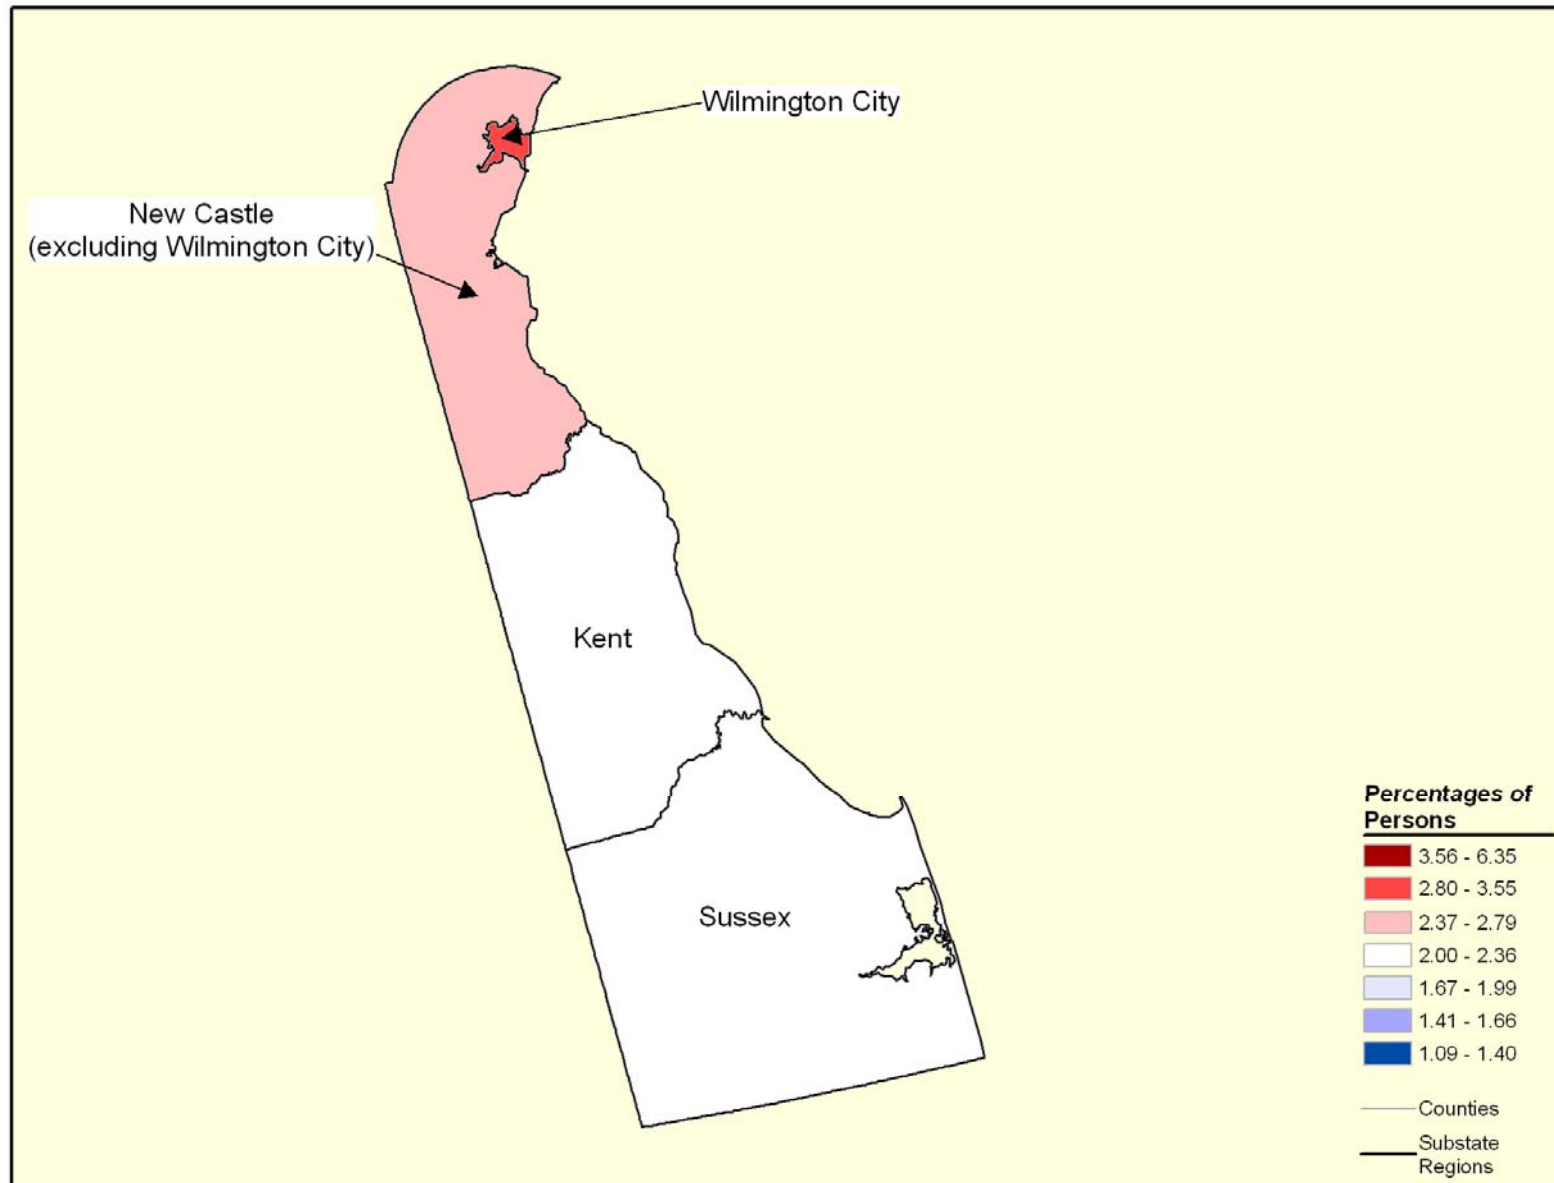 Wilmington City
New Castle
(excluding Wilmington City)
Kent
Sussex
Percentages of
Persons
3.56 - 6.35
2.80 - 3.55
2.37 - 2.79
2.00 - 2.36
1.67 - 1.99
1.41 - 1.66
1.09 - 1.40
Counties
Substate
Regions